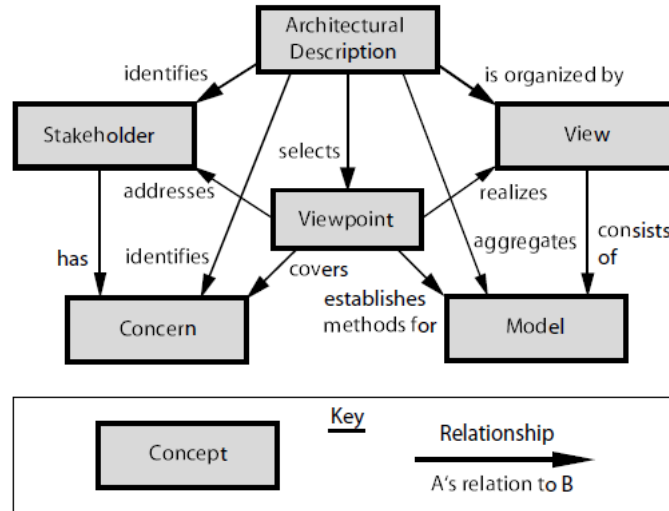 Architectural
Description
identifies
is organized by
Stakeholder
View
selects
addresses
realizes
Viewpoint
has
identifies
covers
aggregates
consists
of
establishes
methods for
Concern
Model
Key
Concept
Relationship
A's relation to B